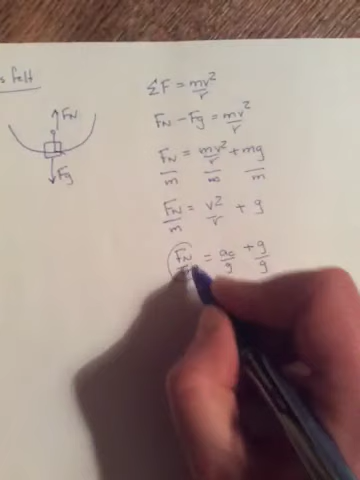 s felt
FN
Fg
ΣF = mv²/r
FN - Fg = mv²/r
FN/m = mv²/r/m + mg/m
FN/m = v²/r + g
FN = ac/g + g/g